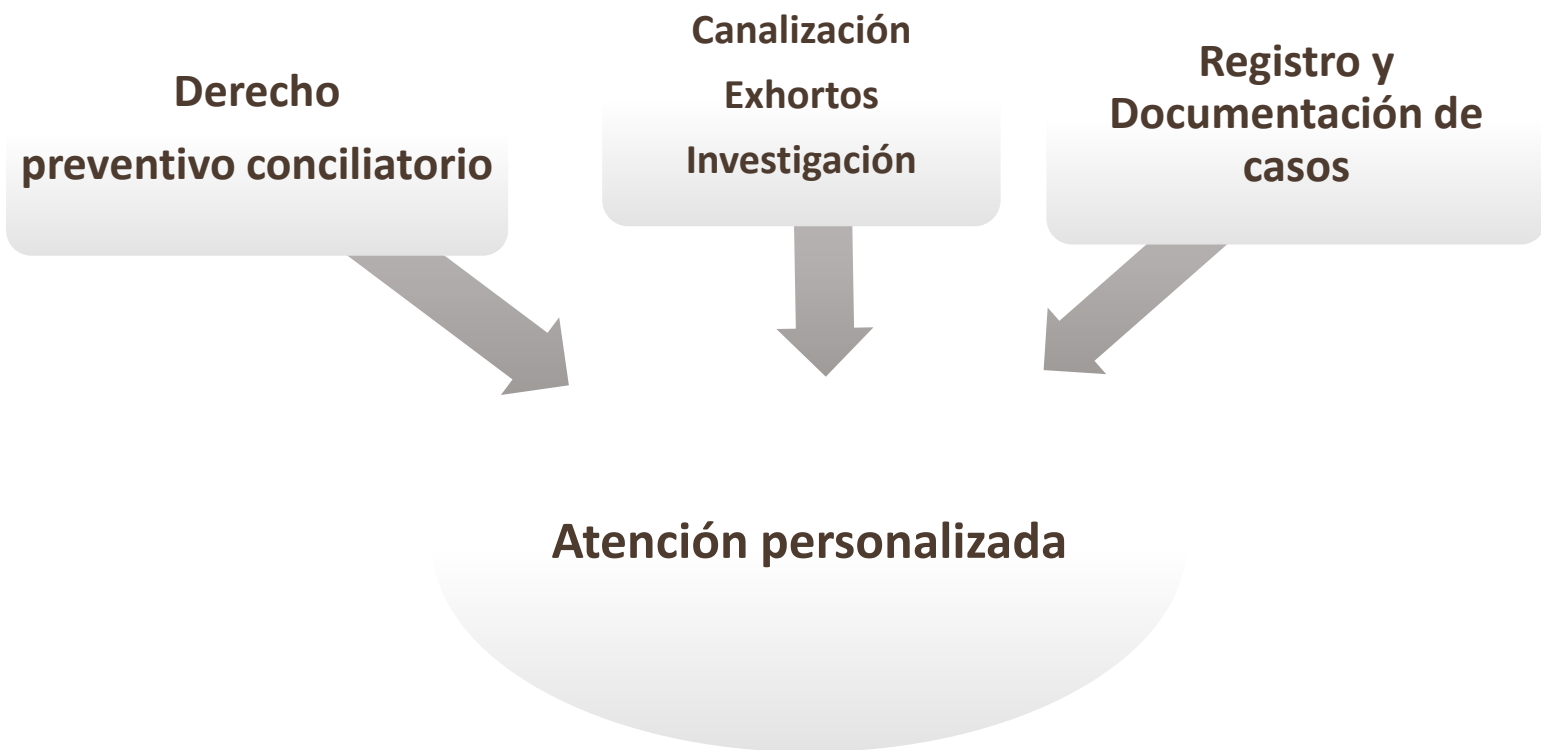 Derecho
preventivo conciliatorio
Canalización
Exhortos
Investigación
Registro y
Documentación de
casos
Atención personalizada